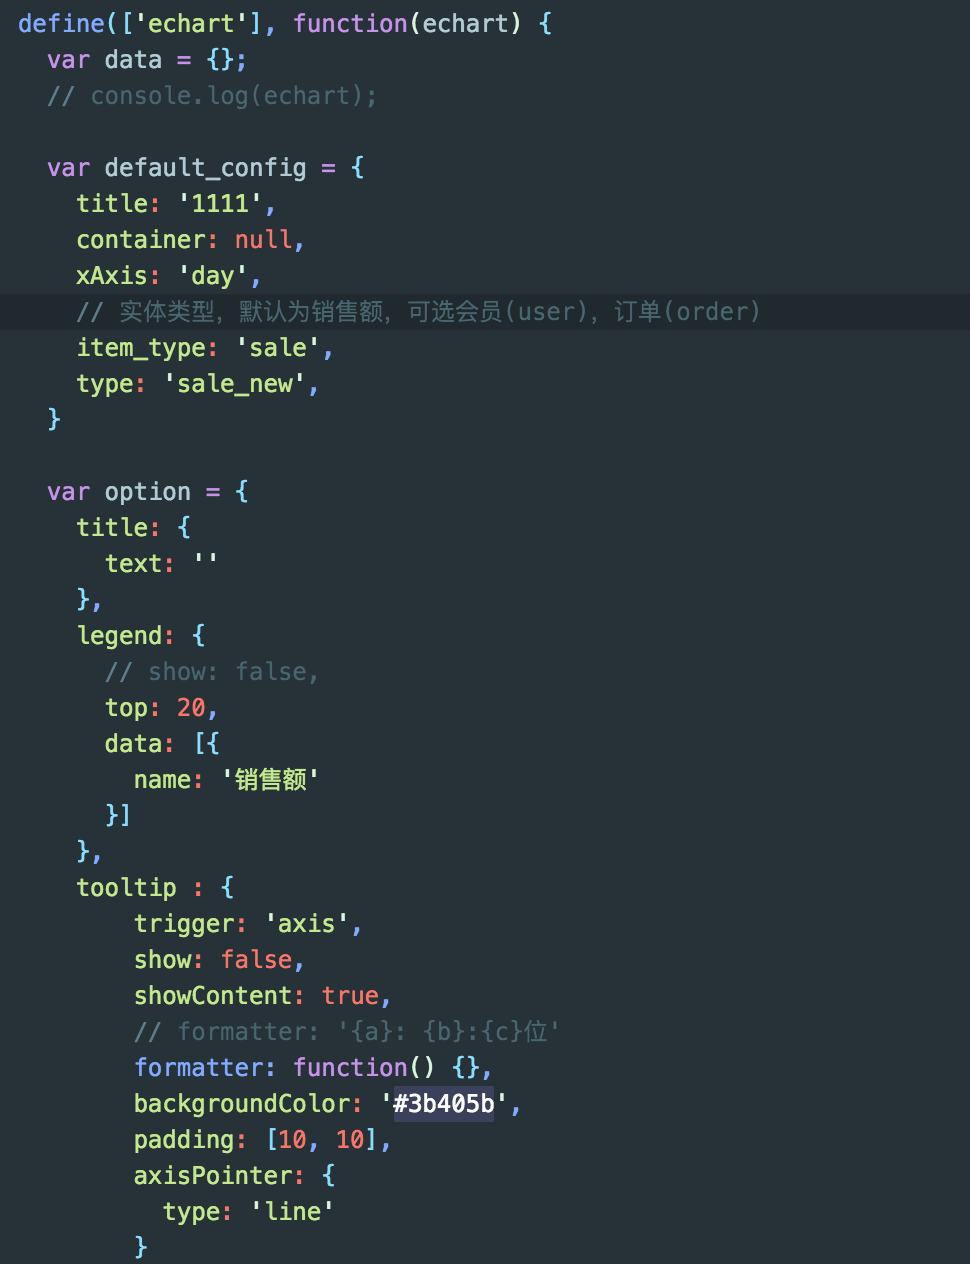 define(['echart'], function(echart) {
  var data = {};
  // console.log(echart);

  var default_config = {
    title: '1111',
    container: null,
    xAxis: 'day',
    // 实体类型，默认为销售额，可选会员(user)，订单(order)
    item_type: 'sale',
    type: 'sale_new',
  }

  var option = {
    title: {
      text: ''
    },
    legend: {
      // show: false,
      top: 20,
      data: [{
        name: '销售额'
      }]
    },
    tooltip : {
        trigger: 'axis',
        show: false,
        showContent: true,
        // formatter: '{a}: {b}:{c}位'
        formatter: function() {},
        backgroundColor: '#3b405b',
        padding: [10, 10],
        axisPointer: {
          type: 'line'
        }